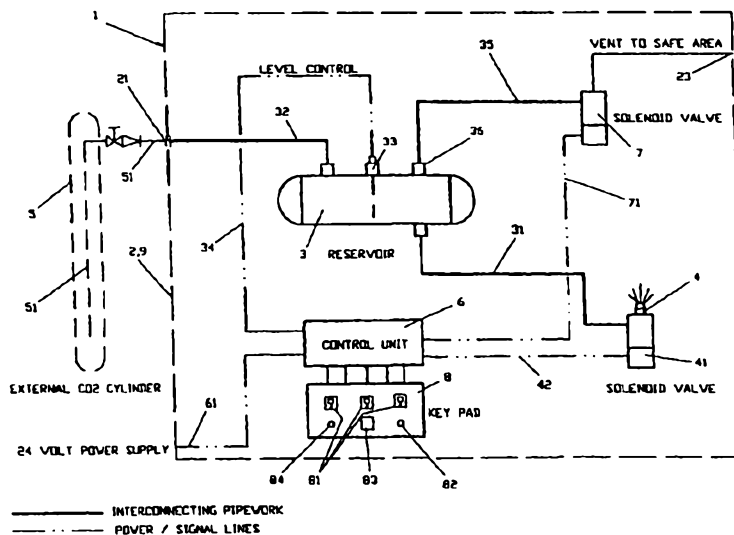 1
21
LEVEL CONTROL
35
VENT TO SAFE AREA
23
SOLENOID VALVE
7
32
33
36
51
5
34
3
RESERVOIR
31
71
4
51
2,9
6
CONTROL UNIT
41
SOLENOID VALVE
42
EXTERNAL CO2 CYLINDER
8
KEY PAD
61
24 VOLT POWER SUPPLY
84
81
83
82
INTERCONNECTING PIPEWORK
POWER / SIGNAL LINES